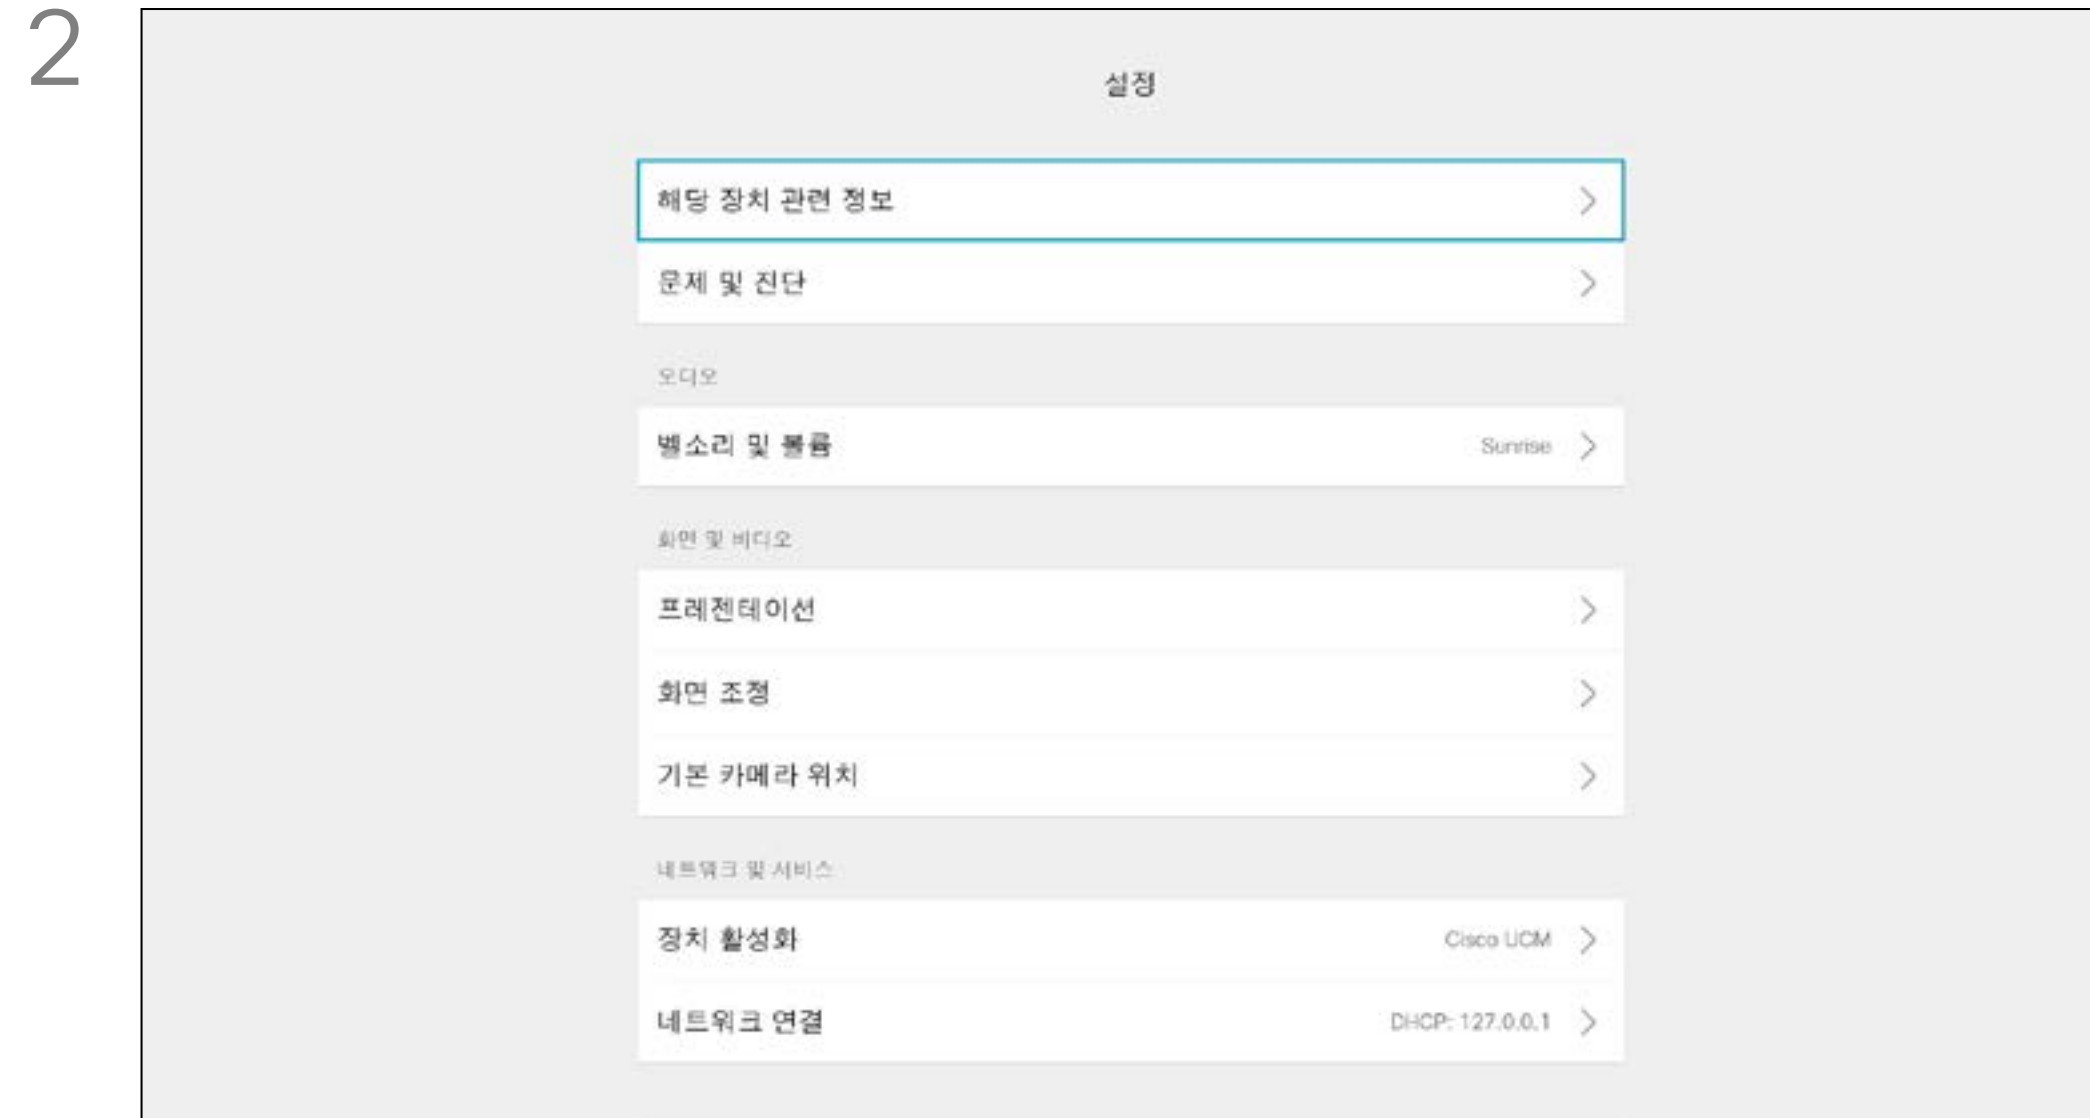 2
설정
해당 장치 관련 정보
문제 및 진단
오디오
벨소리 및 볼륨 Sunrise
화면 및 비디오
프레젠테이션
화면 조정
기본 카메라 위치
네트워크 및 서비스
장치 활성화 Cisco UCM
네트워크 연결 DHCP: 127.0.0.1